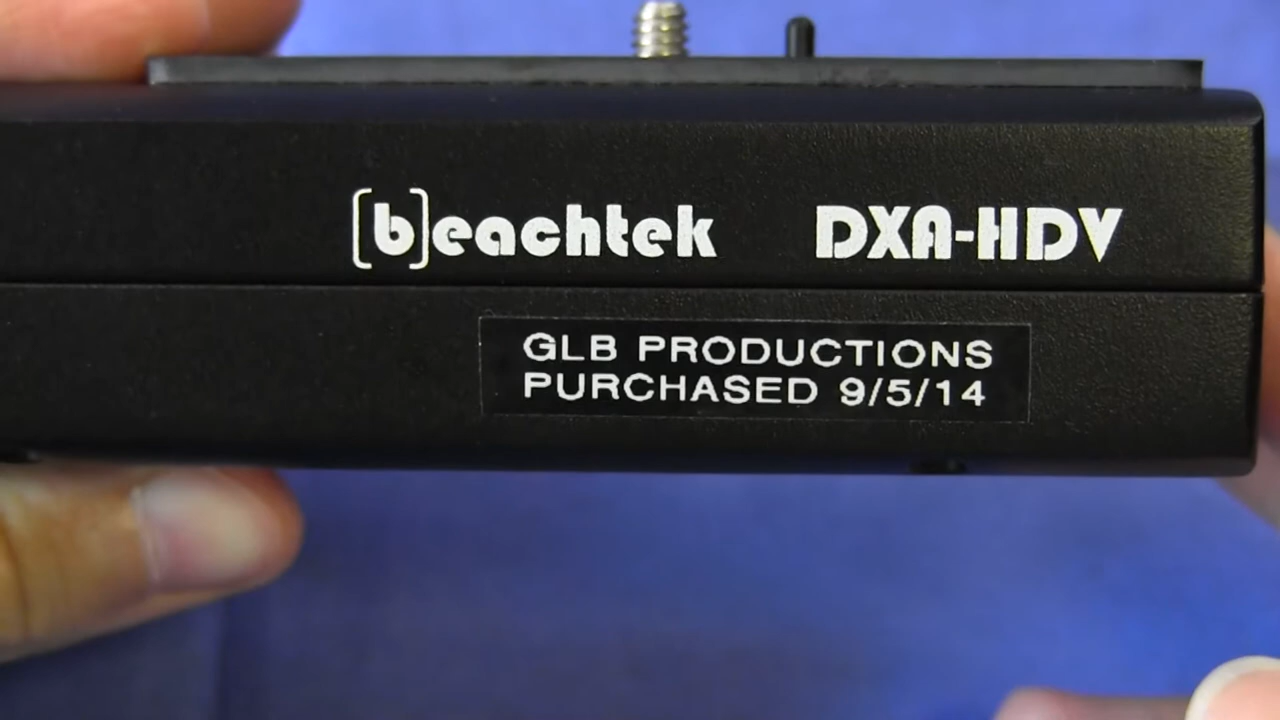 [b]eachtek DXA-HDV
GLB PRODUCTIONS
PURCHASED 9/5/14